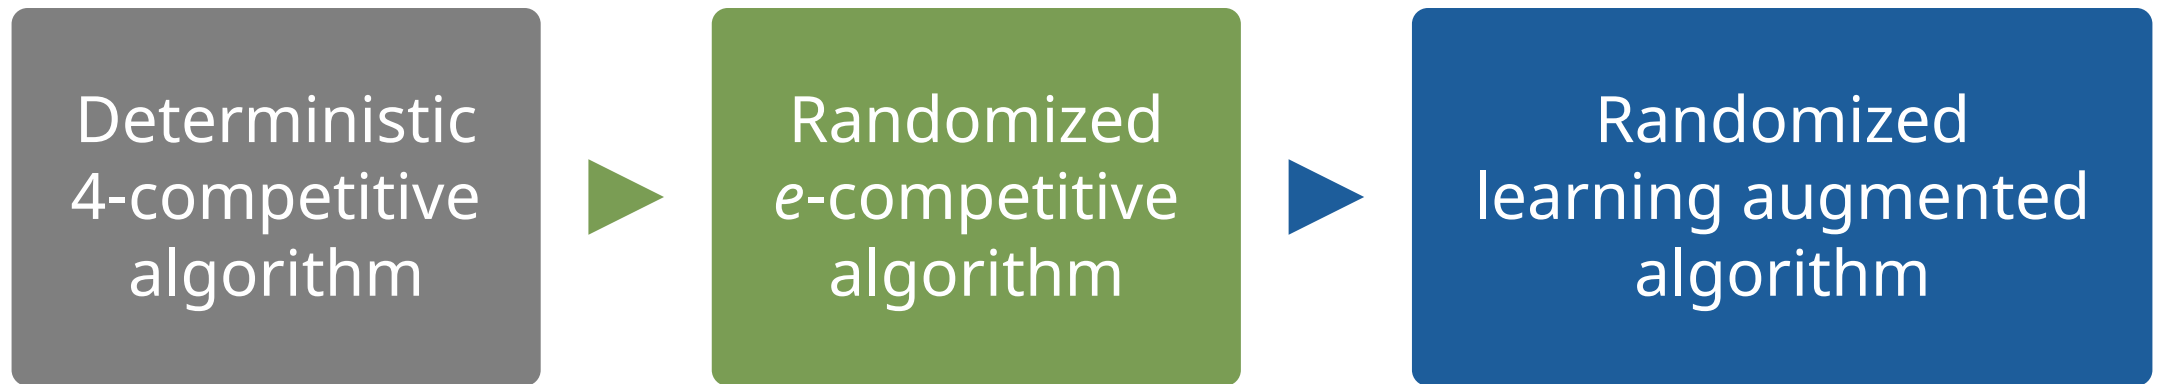 Deterministic
4-competitive
algorithm
Randomized
e-competitive
algorithm
Randomized
learning augmented
algorithm